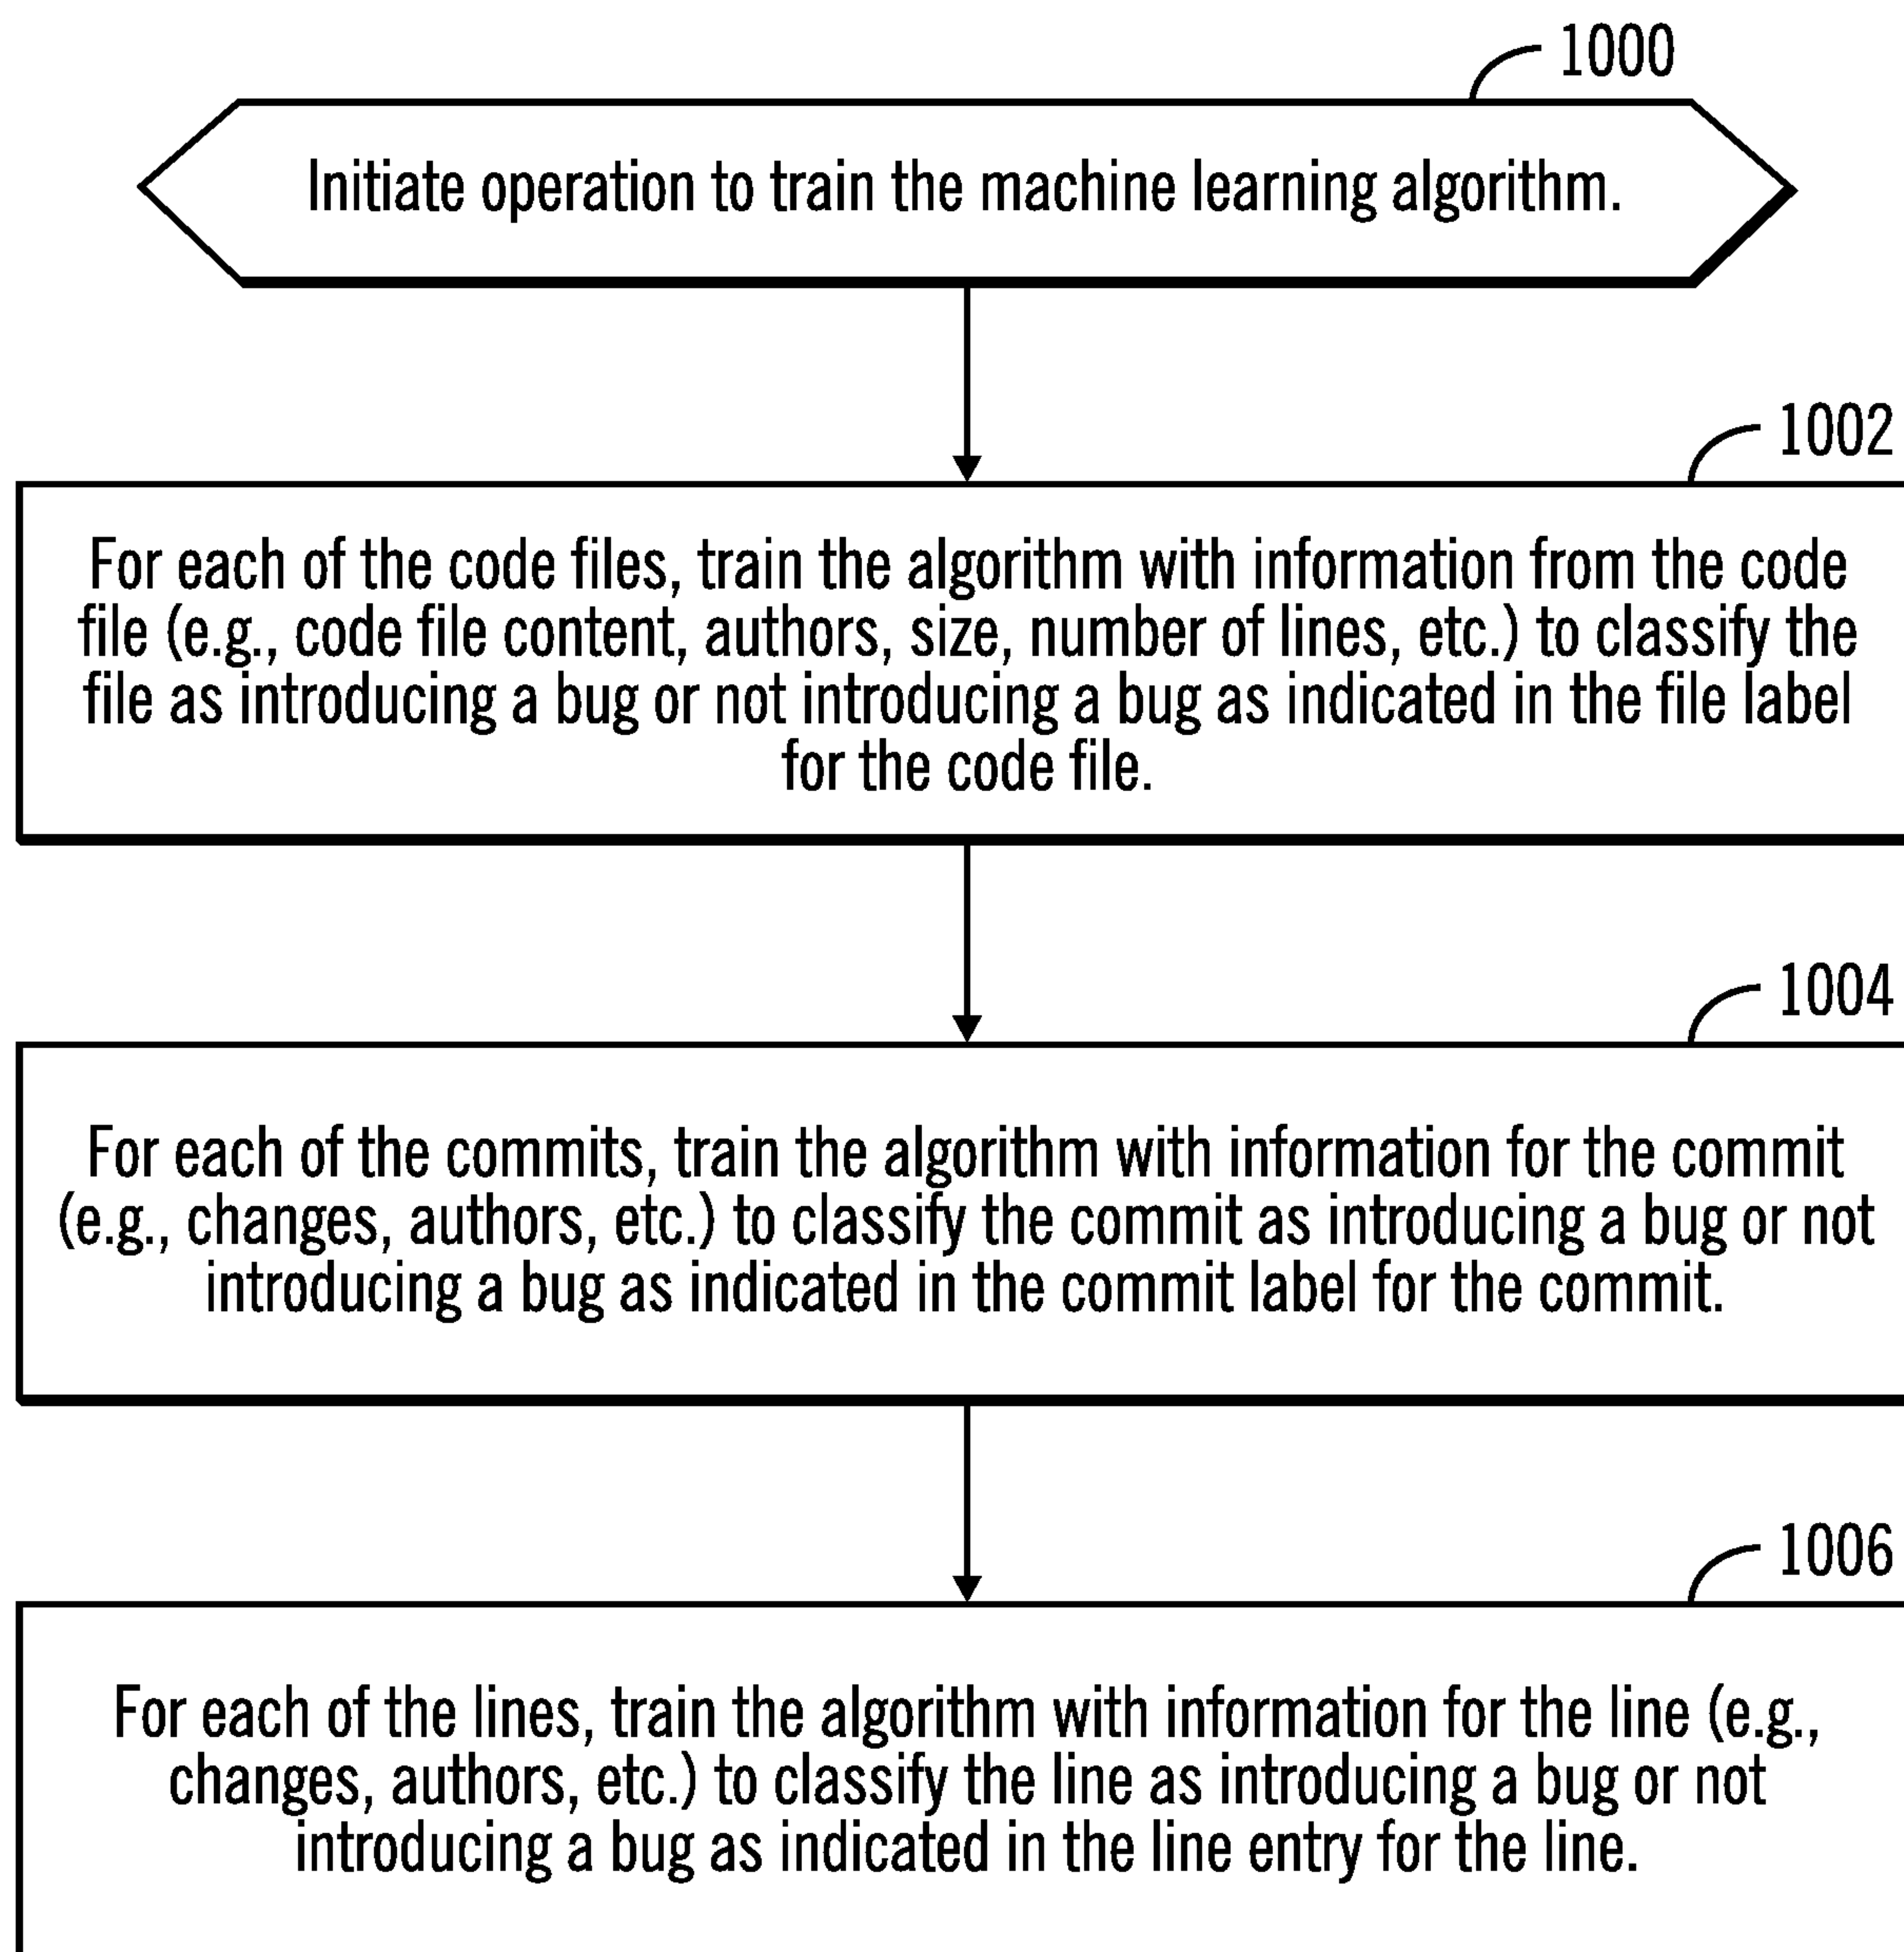 1000
Initiate operation to train the machine learning algorithm.
1002
For each of the code files, train the algorithm with information from the code
file (e.g., code file content, authors, size, number of lines, etc.) to classify the
file as introducing a bug or not introducing a bug as indicated in the file label
for the code file.
1004
For each of the commits, train the algorithm with information for the commit
(e.g., changes, authors, etc.) to classify the commit as introducing a bug or not
introducing a bug as indicated in the commit label for the commit.
1006
For each of the lines, train the algorithm with information for the line (e.g.,
changes, authors, etc.) to classify the line as introducing a bug or not
introducing a bug as indicated in the line entry for the line.